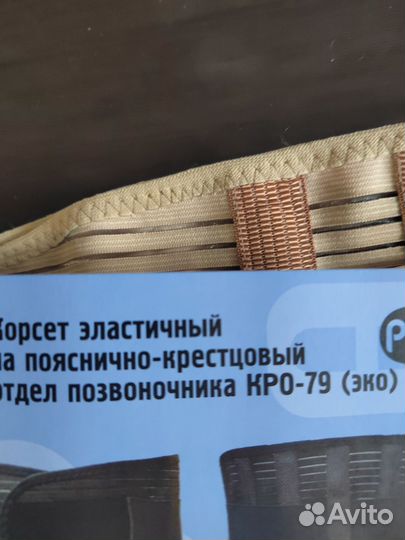 Корсет эластичный
на пояснично-крестцовый
отдел позвоночника КРО-79 (эко)
Avito